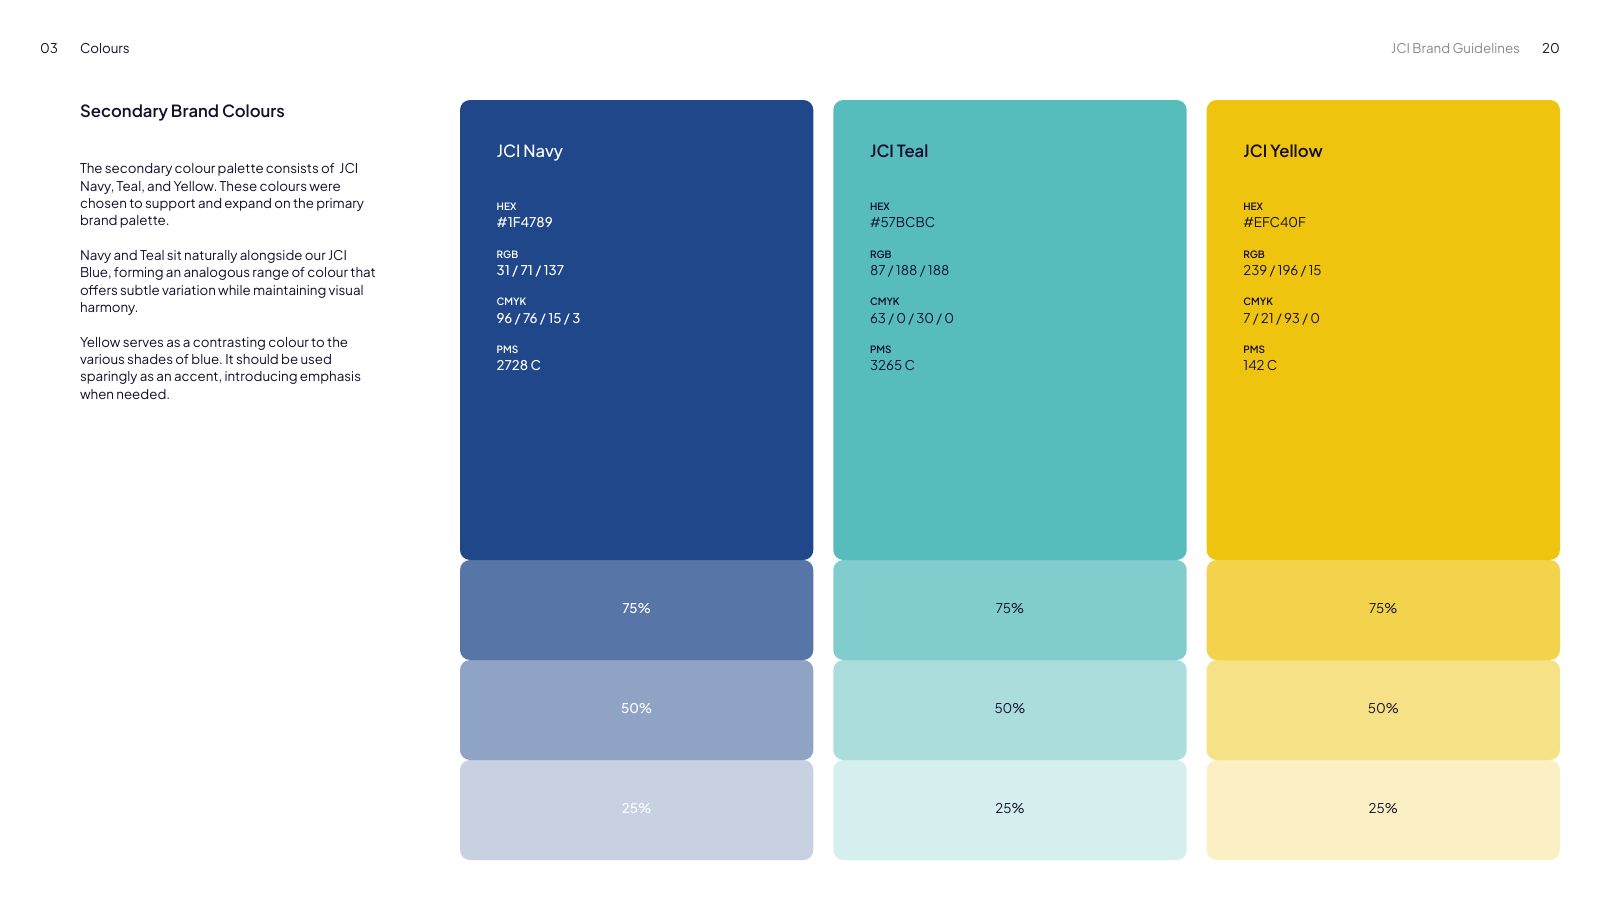 03 Colours
JCI Brand Guidelines 20
Secondary Brand Colours
The secondary colour palette consists of JCI
Navy, Teal, and Yellow. These colours were
chosen to support and expand on the primary
brand palette.
Navy and Teal sit naturally alongside our JCI
Blue, forming an analogous range of colour that
offers subtle variation while maintaining visual
harmony.
Yellow serves as a contrasting colour to the
various shades of blue. It should be used
sparingly as an accent, introducing emphasis
when needed.
JCI Navy
HEX
#1F4789
RGB
31 / 71 / 137
CMYK
96 / 76 / 15 / 3
PMS
2728 C
75%
50%
25%
JCI Teal
HEX
#57BCBC
RGB
87 / 188 / 188
CMYK
63 / 0 / 30 / 0
PMS
3265 C
75%
50%
25%
JCI Yellow
HEX
#EFC40F
RGB
239 / 196 / 15
CMYK
7 / 21 / 93 / 0
PMS
142 C
75%
50%
25%